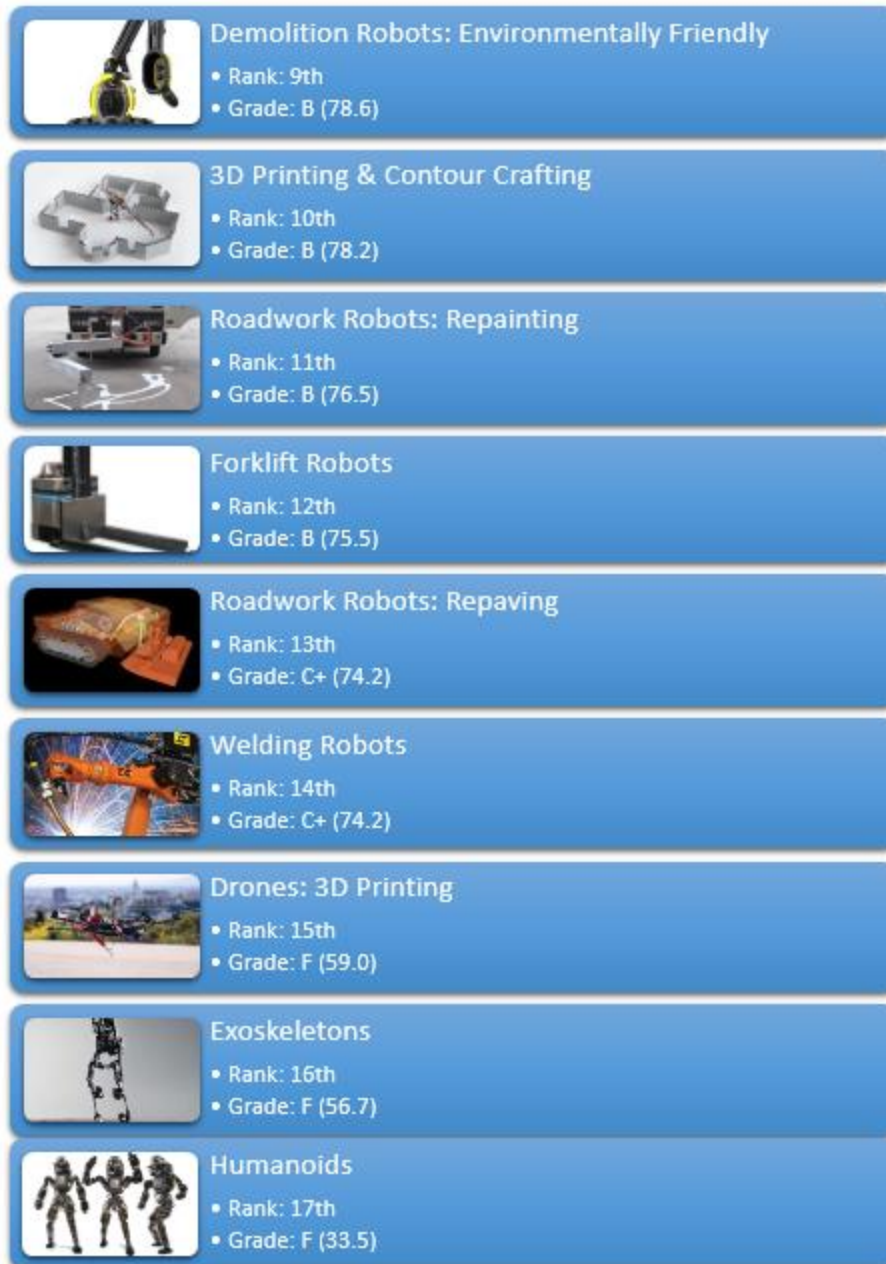 Demolition Robots: Environmentally Friendly
• Rank: 9th
• Grade: B (78.6)
3D Printing & Contour Crafting
• Rank: 10th
• Grade: B (78.2)
Roadwork Robots: Repainting
• Rank: 11th
• Grade: B (76.5)
Forklift Robots
• Rank: 12th
• Grade: B (75.5)
Roadwork Robots: Repaving
• Rank: 13th
• Grade: C+ (74.2)
Welding Robots
• Rank: 14th
• Grade: C+ (74.2)
Drones: 3D Printing
• Rank: 15th
• Grade: F (59.0)
Exoskeletons
• Rank: 16th
• Grade: F (56.7)
Humanoids
• Rank: 17th
• Grade: F (33.5)